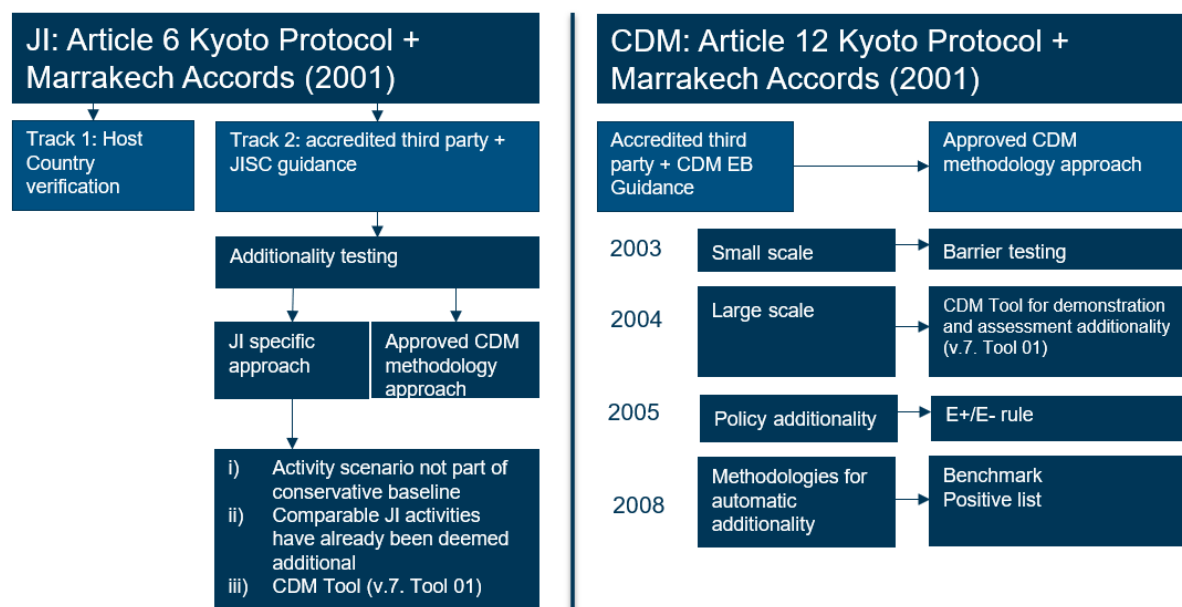 JI: Article 6 Kyoto Protocol +
Marrakech Accords (2001)
Track 1: Host
Country
verification
Track 2: accredited third party +
JISC guidance
Additionality testing
JI specific
approach
Approved CDM
methodology
approach
i) Activity scenario not part of
conservative baseline
ii) Comparable JI activities
have already been deemed
additional
iii) CDM Tool (v.7. Tool 01)
CDM: Article 12 Kyoto Protocol +
Marrakech Accords (2001)
Accredited third
party + CDM EB
Guidance
Approved CDM
methodology approach
2003
Small scale
Barrier testing
2004
Large scale
CDM Tool for demonstration
and assessment additionality
(v.7. Tool 01)
2005
Policy additionality
E+/E- rule
2008
Methodologies for
automatic
additionality
Benchmark
Positive list